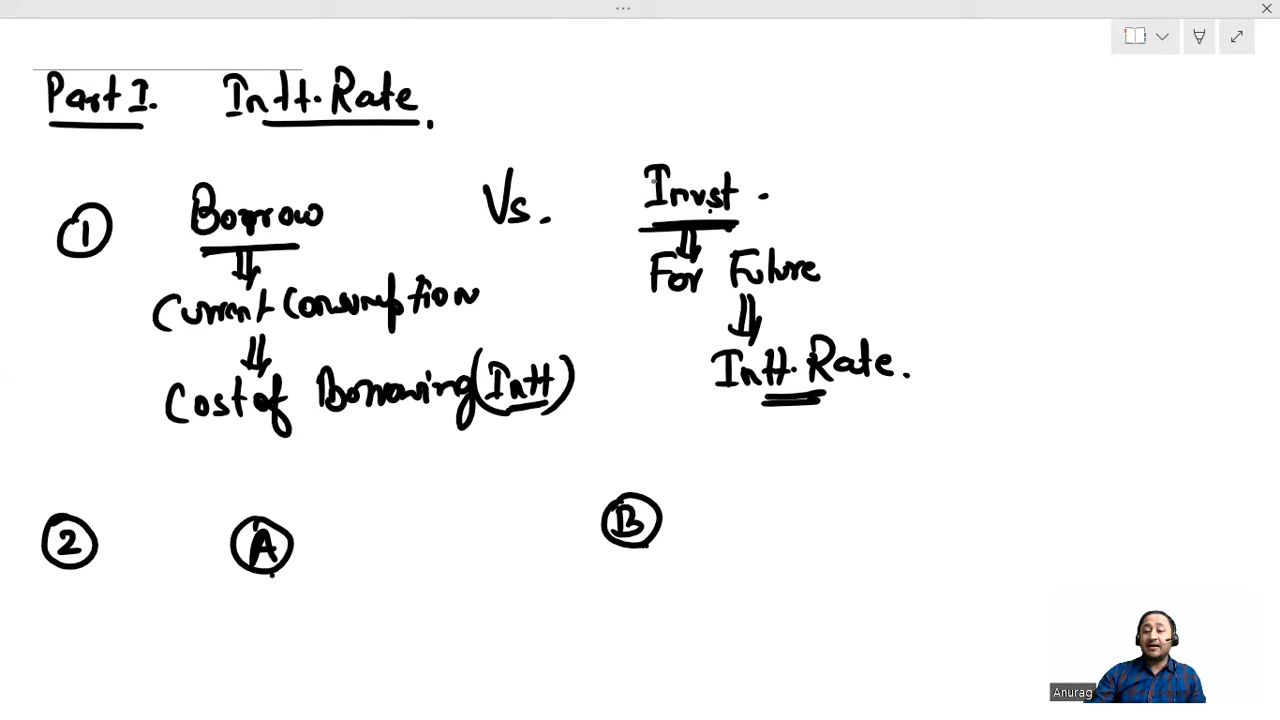 Part I. Intt. Rate.
① Borrow Vs. Invst.
Current Consumption For Future
Cost of Borrowing (Intt) Intt. Rate.
② Ⓐ Ⓑ
Anurag